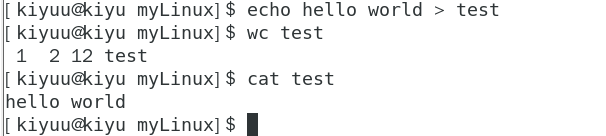 [kiyuu@kiyu myLinux]$ echo hello world > test
[kiyuu@kiyu myLinux]$ wc test
 1  2 12 test
[kiyuu@kiyu myLinux]$ cat test
hello world
[kiyuu@kiyu myLinux]$